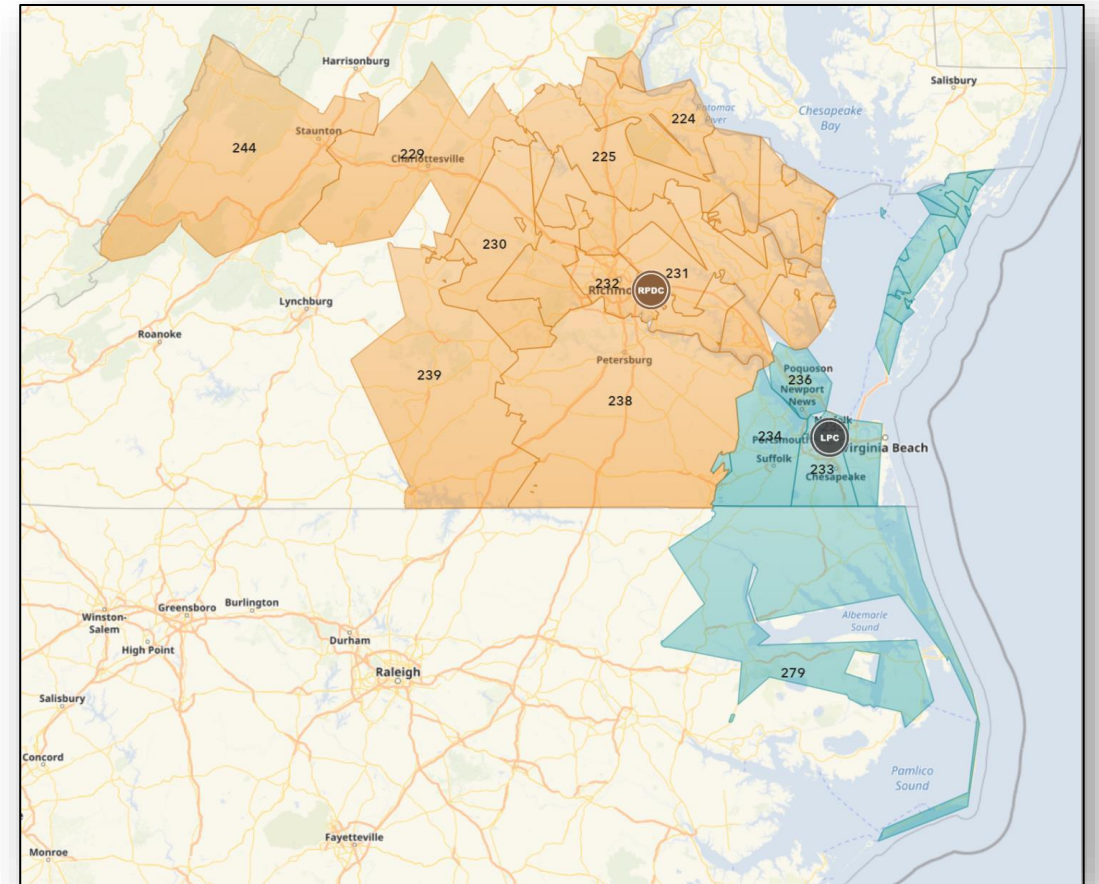 Harrisonburg
Salisbury
Potomac
River
Chesapeake
Bay
224
Staunton
244
229
Charlottesville
225
230
231
232
RPDC
Lynchburg
Roanoke
Petersburg
239
238
Poquoson
236
Newport
News
234
Portsmouth
LPC
Virginia Beach
Suffolk
233
Chesapeake
Winston-
Salem
Greensboro
Burlington
High Point
Durham
Albemarle
Sound
Raleigh
279
Salisbury
Concord
Pamlico
Sound
Fayetteville
Monroe